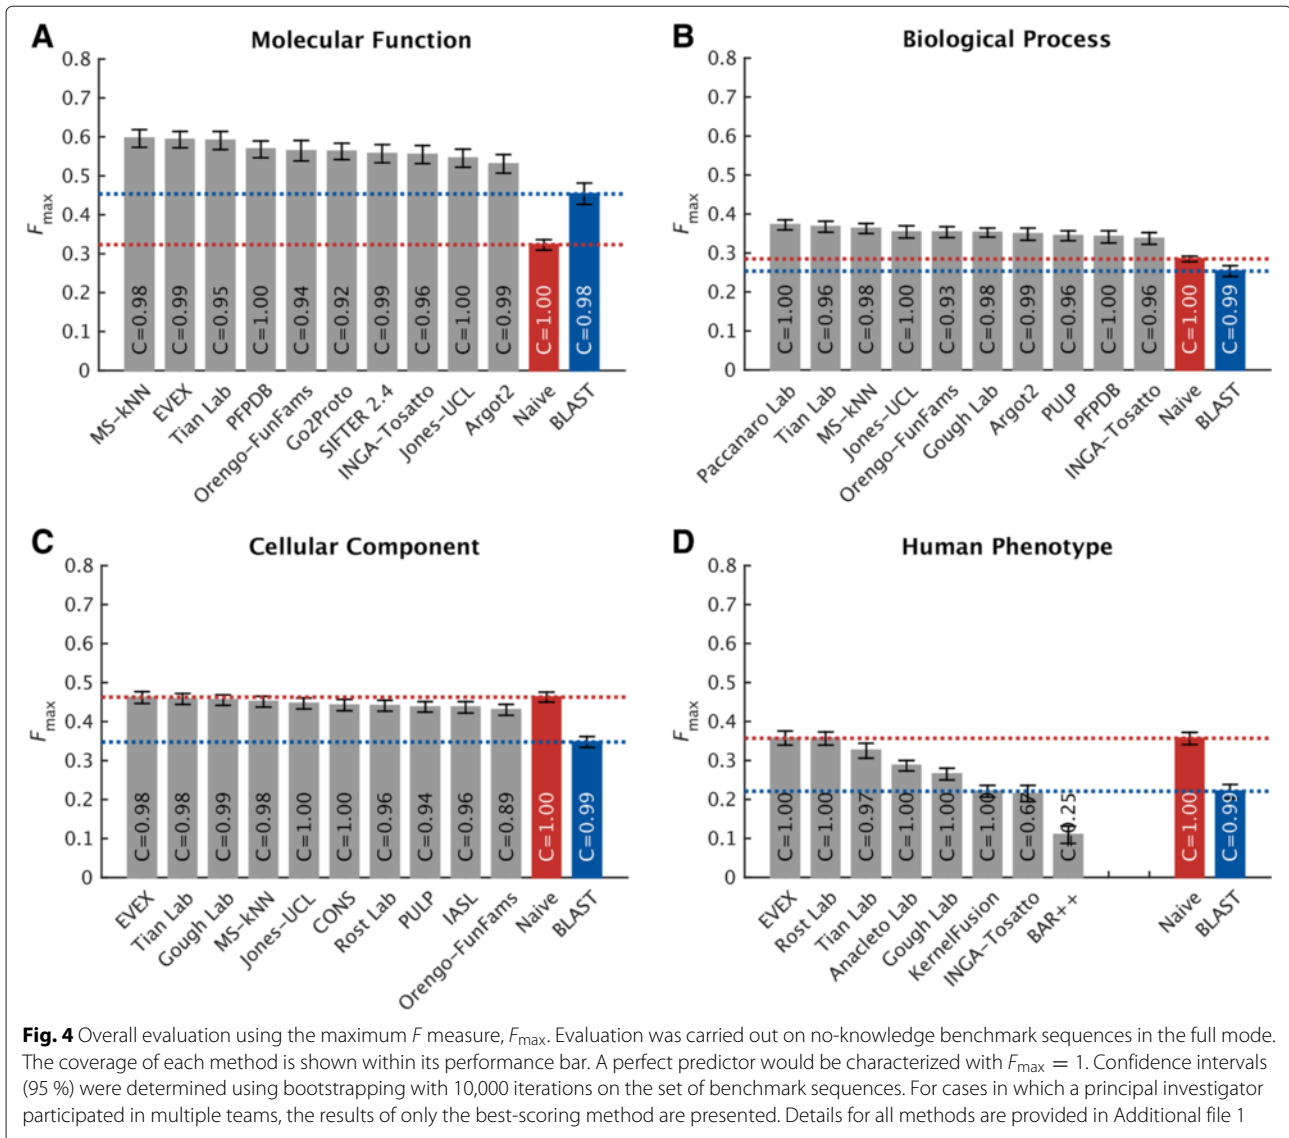 A
Molecular Function
0.8
0.7
0.6
0.5
0.4
0.3
0.2
0.1
0
Fmax
C=0.98
C=0.99
C=0.95
C=1.00
C=0.94
C=0.92
C=0.99
C=0.96
C=1.00
C=0.99
C=1.00
C=0.98
MS-kNN
EVEX
Tian Lab
PFPDB
Orengo-FunFams
Go2Proto
SIFTER 2.4
INGA-Tosatto
Jones-UCL
Argot2
Naive
BLAST
B
Biological Process
0.8
0.7
0.6
0.5
0.4
0.3
0.2
0.1
0
Fmax
C=1.00
C=0.96
C=0.98
C=1.00
C=0.93
C=0.98
C=0.99
C=0.96
C=1.00
C=0.96
C=1.00
C=0.99
Paccanaro Lab
Tian Lab
MS-kNN
Jones-UCL
Orengo-FunFams
Gough Lab
Argot2
PULP
PFPDB
INGA-Tosatto
Naive
BLAST
C
Cellular Component
0.8
0.7
0.6
0.5
0.4
0.3
0.2
0.1
0
Fmax
C=0.98
C=0.98
C=0.99
C=0.98
C=1.00
C=1.00
C=0.96
C=0.94
C=0.96
C=0.89
C=1.00
C=0.99
EVEX
Tian Lab
Gough Lab
MS-kNN
Jones-UCL
CONS
Rost Lab
PULP
IASL
Orengo-FunFams
Naive
BLAST
D
Human Phenotype
0.8
0.7
0.6
0.5
0.4
0.3
0.2
0.1
0
Fmax
C=1.00
C=1.00
C=0.97
C=1.00
C=1.00
C=1.00
C=0.25
C=1.00
C=0.99
EVEX
Rost Lab
Tian Lab
Anacleto Lab
Gough Lab
KernelFusion
INGA-Tosatto
BAR++
Naive
BLAST
Fig. 4 Overall evaluation using the maximum F measure, Fmax. Evaluation was carried out on no-knowledge benchmark sequences in the full mode.
The coverage of each method is shown within its performance bar. A perfect predictor would be characterized with Fmax = 1. Confidence intervals
(95 %) were determined using bootstrapping with 10,000 iterations on the set of benchmark sequences. For cases in which a principal investigator
participated in multiple teams, the results of only the best-scoring method are presented. Details for all methods are provided in Additional file 1